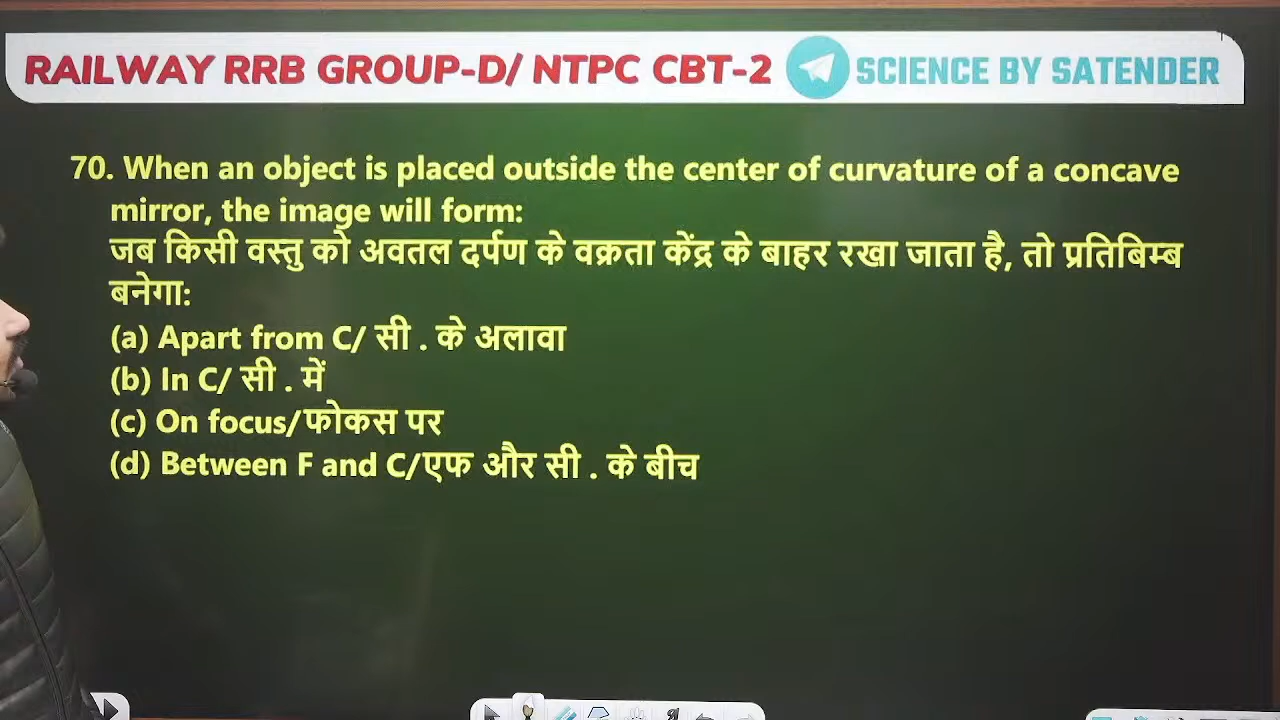 RAILWAY RRB GROUP-D/ NTPC CBT-2 SCIENCE BY SATENDER
70. When an object is placed outside the center of curvature of a concave
mirror, the image will form:
जब किसी वस्तु को अवतल दर्पण के वक्रता केंद्र के बाहर रखा जाता है, तो प्रतिबिम्ब
बनेगा:
(a) Apart from C/ सी . के अलावा
(b) In C/ सी . में
(c) On focus/फोकस पर
(d) Between F and C/एफ और सी . के बीच